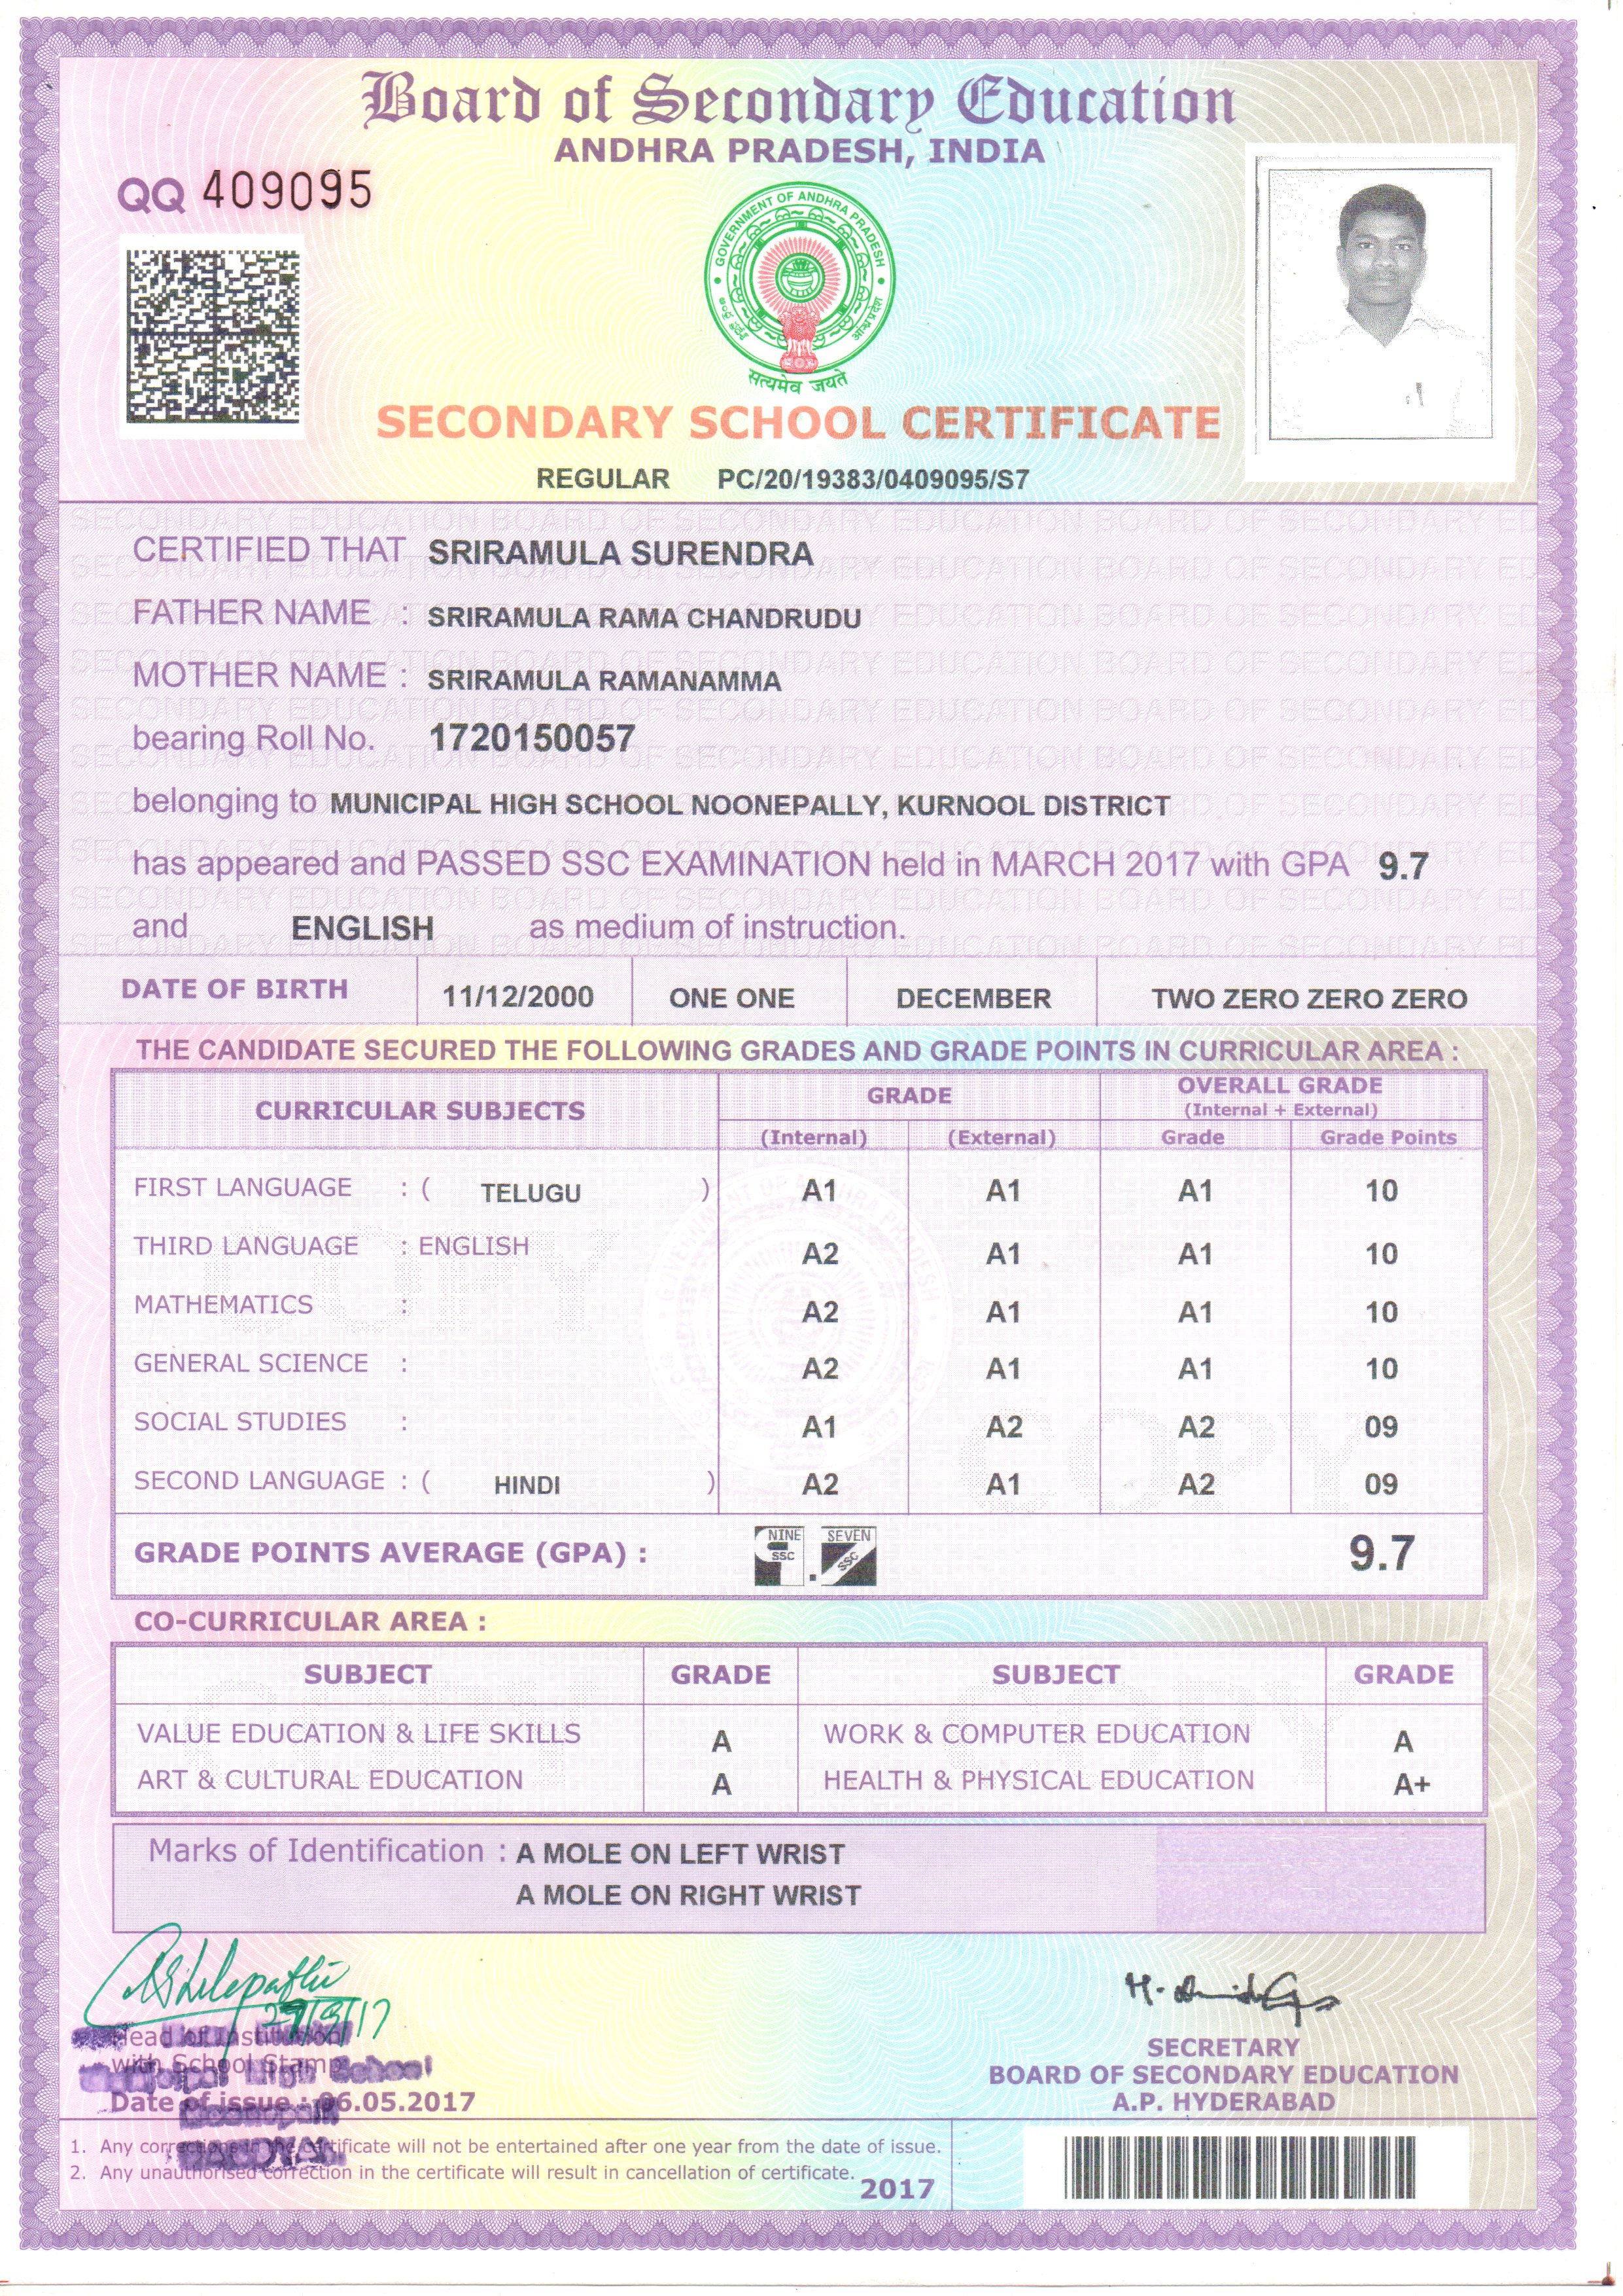 Board of Secondary Education
ANDHRA PRADESH, INDIA
QQ 409095
GOVERNMENT OF ANDHRA PRADESH
आंध्र प्रदेश
सत्यमेव जयते
SECONDARY SCHOOL CERTIFICATE
REGULAR PC/20/19383/0409095/S7
CERTIFIED THAT SRIRAMULA SURENDRA
FATHER NAME : SRIRAMULA RAMA CHANDRUDU
MOTHER NAME : SRIRAMULA RAMANAMMA
bearing Roll No. 1720150057
belonging to MUNICIPAL HIGH SCHOOL NOONEPALLY, KURNOOL DISTRICT
has appeared and PASSED SSC EXAMINATION held in MARCH 2017 with GPA 9.7
and ENGLISH as medium of instruction.
DATE OF BIRTH 11/12/2000 ONE ONE DECEMBER TWO ZERO ZERO ZERO
THE CANDIDATE SECURED THE FOLLOWING GRADES AND GRADE POINTS IN CURRICULAR AREA :
CURRICULAR SUBJECTS GRADE OVERALL GRADE
(Internal + External)
(Internal) (External) Grade Grade Points
FIRST LANGUAGE : ( TELUGU ) A1 A1 A1 10
THIRD LANGUAGE : ENGLISH A2 A1 A1 10
MATHEMATICS : A2 A1 A1 10
GENERAL SCIENCE : A2 A1 A1 10
SOCIAL STUDIES : A1 A2 A2 09
SECOND LANGUAGE : ( HINDI ) A2 A1 A2 09
GRADE POINTS AVERAGE (GPA) : NINE SSC . SEVEN SSC 9.7
CO-CURRICULAR AREA :
SUBJECT GRADE SUBJECT GRADE
VALUE EDUCATION & LIFE SKILLS A WORK & COMPUTER EDUCATION A
ART & CULTURAL EDUCATION A HEALTH & PHYSICAL EDUCATION A+
Marks of Identification : A MOLE ON LEFT WRIST
A MOLE ON RIGHT WRIST
Head of Institution
with School Stamp
High School
Date of issue : 06.05.2017
SECRETARY
BOARD OF SECONDARY EDUCATION
A.P. HYDERABAD
1. Any corrections in the certificate will not be entertained after one year from the date of issue.
2. Any unauthorised correction in the certificate will result in cancellation of certificate.
2017